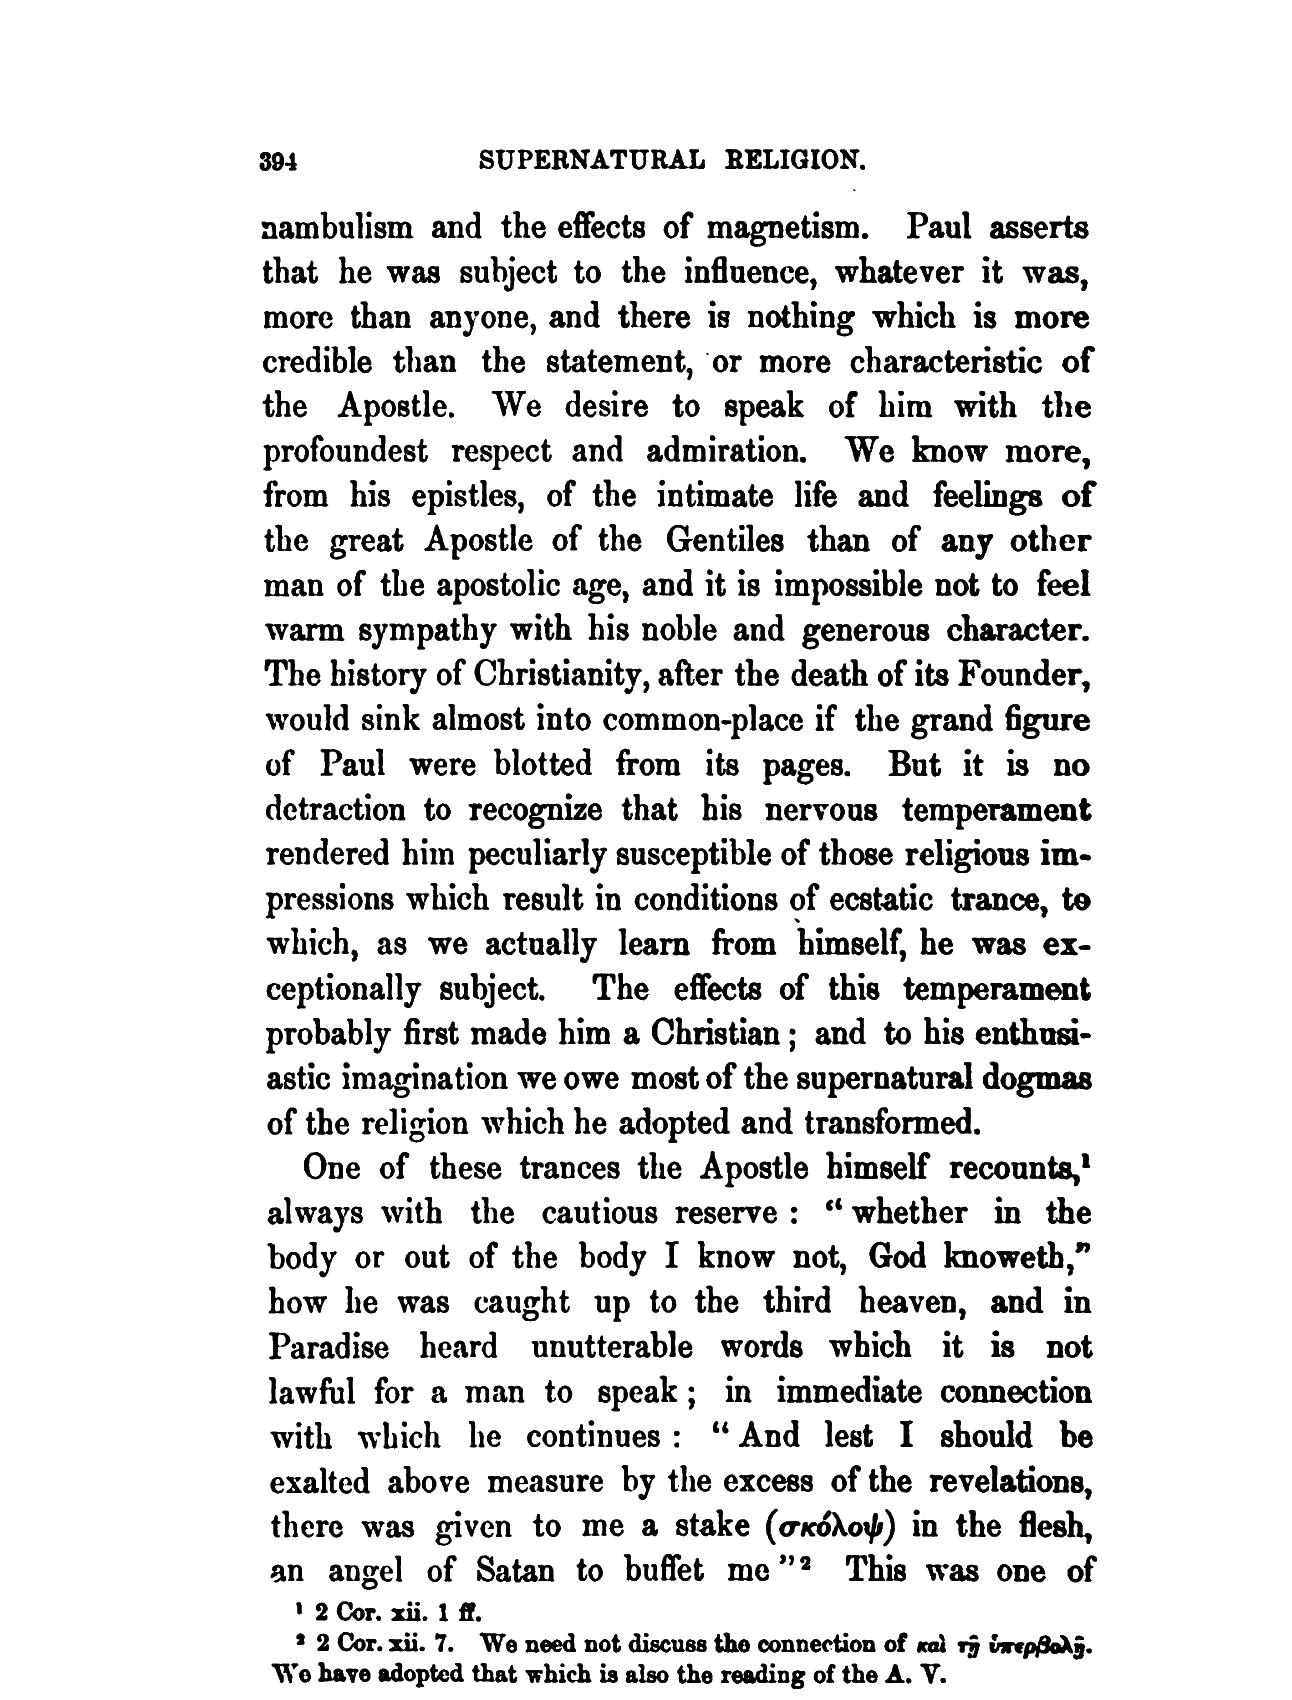 394 SUPERNATURAL RELIGION.
nambulism and the effects of magnetism. Paul asserts
that he was subject to the influence, whatever it was,
more than anyone, and there is nothing which is more
credible than the statement, or more characteristic of
the Apostle. We desire to speak of him with the
profoundest respect and admiration. We know more,
from his epistles, of the intimate life and feelings of
the great Apostle of the Gentiles than of any other
man of the apostolic age, and it is impossible not to feel
warm sympathy with his noble and generous character.
The history of Christianity, after the death of its Founder,
would sink almost into common-place if the grand figure
of Paul were blotted from its pages. But it is no
detraction to recognize that his nervous temperament
rendered him peculiarly susceptible of those religious im-
pressions which result in conditions of ecstatic trance, to
which, as we actually learn from himself, he was ex-
ceptionally subject. The effects of this temperament
probably first made him a Christian ; and to his enthusi-
astic imagination we owe most of the supernatural dogmas
of the religion which he adopted and transformed.
One of these trances the Apostle himself recounts,¹
always with the cautious reserve : “ whether in the
body or out of the body I know not, God knoweth,”
how he was caught up to the third heaven, and in
Paradise heard unutterable words which it is not
lawful for a man to speak ; in immediate connection
with which he continues : “ And lest I should be
exalted above measure by the excess of the revelations,
there was given to me a stake (σκόλοψ) in the flesh,
an angel of Satan to buffet me ”² This was one of
¹ 2 Cor. xii. 1 ff.
² 2 Cor. xii. 7. We need not discuss the connection of καὶ τῇ ὑπερβολῇ.
We have adopted that which is also the reading of the A. V.